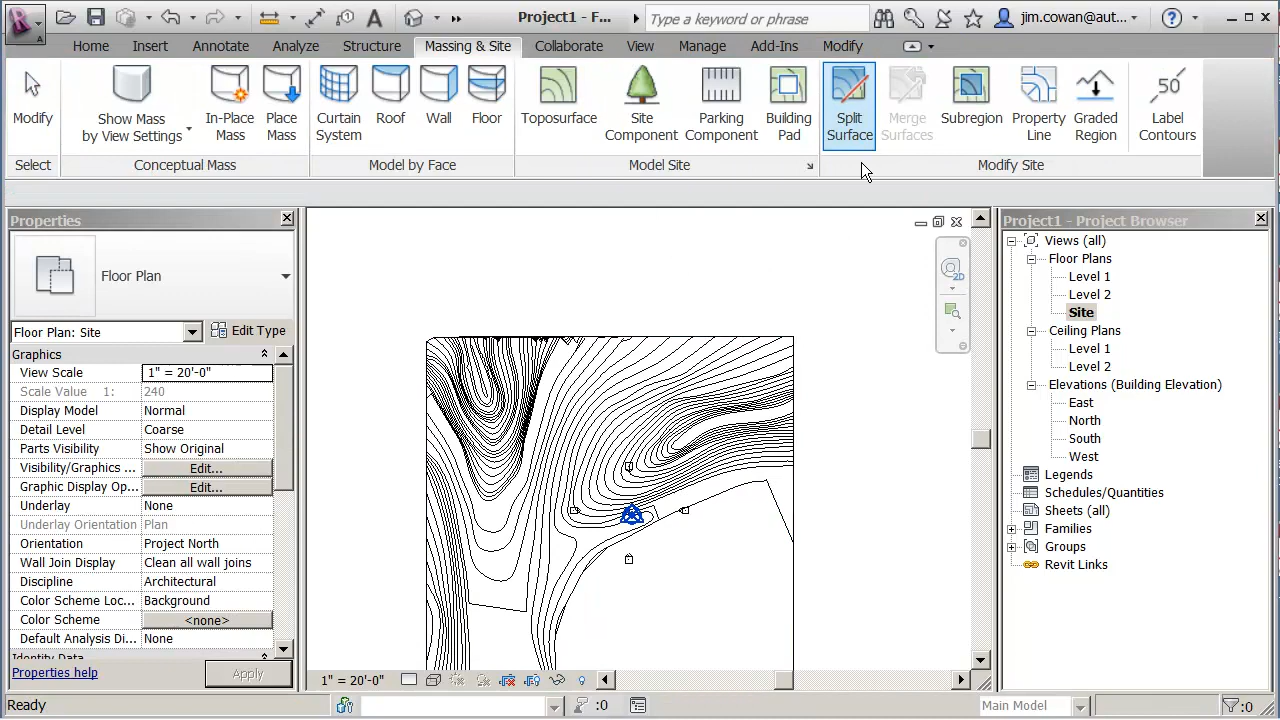 Project1 - F...
Type a keyword or phrase
jim.cowan@aut...
Home
Insert
Annotate
Analyze
Structure
Massing & Site
Collaborate
View
Manage
Add-Ins
Modify
Modify
Show Mass
by View Settings
In-Place
Mass
Place
Mass
Curtain
System
Roof
Wall
Floor
Toposurface
Site
Component
Parking
Component
Building
Pad
Split
Surface
Merge
Surfaces
Subregion
Property
Line
Graded
Region
50
Label
Contours
Select
Conceptual Mass
Model by Face
Model Site
Modify Site
Properties
Floor Plan
Floor Plan: Site
Edit Type
Graphics
View Scale 1" = 20'-0"
Scale Value 1: 240
Display Model Normal
Detail Level Coarse
Parts Visibility Show Original
Visibility/Graphics ... Edit...
Graphic Display Op... Edit...
Underlay None
Underlay Orientation Plan
Orientation Project North
Wall Join Display Clean all wall joins
Discipline Architectural
Color Scheme Loc... Background
Color Scheme <none>
Default Analysis Di... None
Identity Data
Properties help
Apply
2D
1" = 20'-0"
Project1 - Project Browser
Views (all)
Floor Plans
Level 1
Level 2
Site
Ceiling Plans
Level 1
Level 2
Elevations (Building Elevation)
East
North
South
West
Legends
Schedules/Quantities
Sheets (all)
Families
Groups
Revit Links
Ready
:0
Main Model
:0